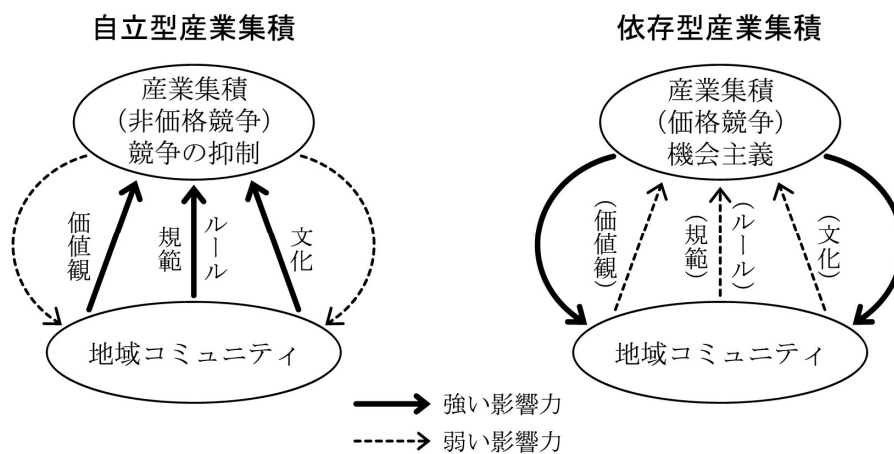 自立型産業集積
産業集積
(非価格競争)
競争の抑制
価値観
規範
ルール
文化
地域コミュニティ
依存型産業集積
産業集積
(価格競争)
機会主義
(価値観)
(規範)
(ルール)
(文化)
地域コミュニティ
強い影響力
弱い影響力